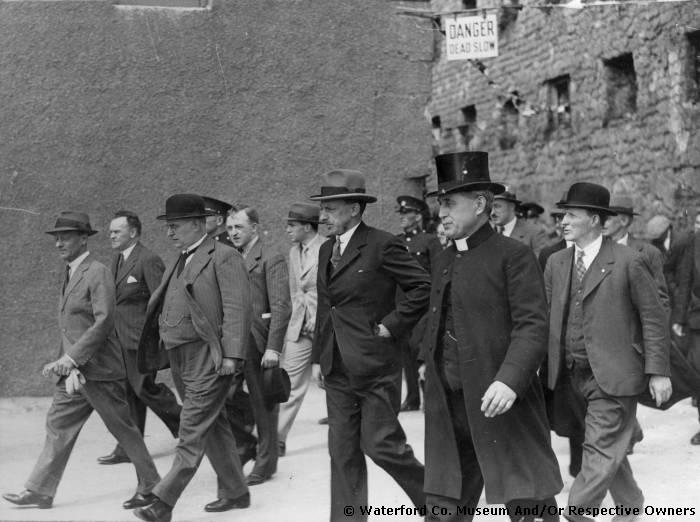 DANGER
DEAD SLOW
© Waterford Co. Museum And/Or Respective Owners